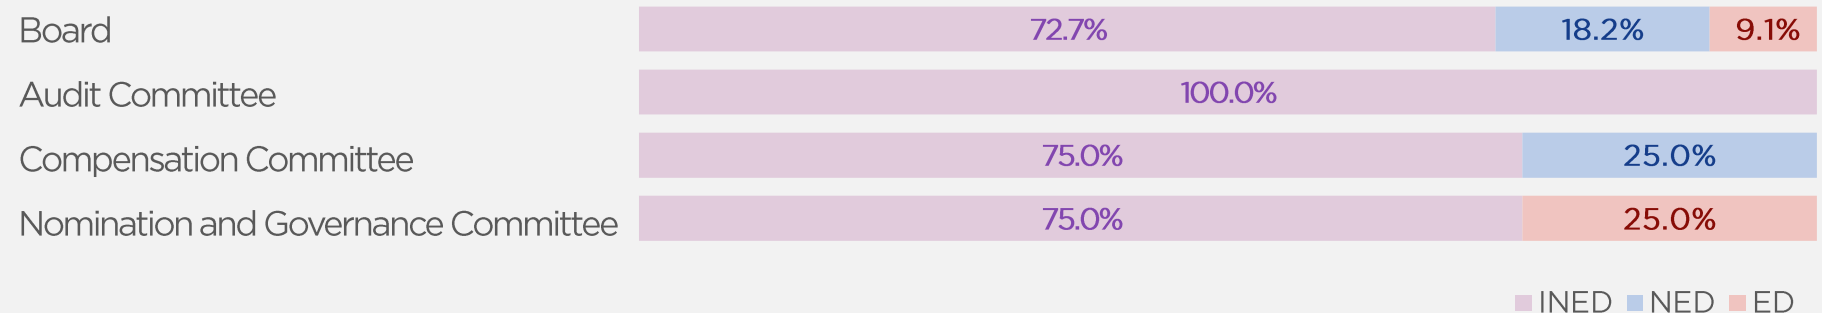 Board 72.7% 18.2% 9.1%
Audit Committee 100.0%
Compensation Committee 75.0% 25.0%
Nomination and Governance Committee 75.0% 25.0%
INED NED ED